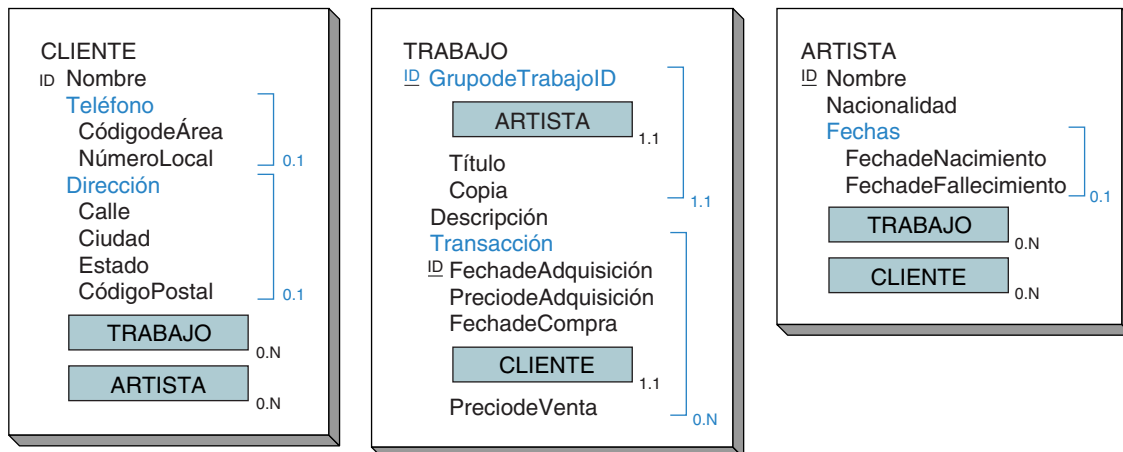 CLIENTE
ID Nombre
Teléfono
CódigodeÁrea
NúmeroLocal
0.1
Dirección
Calle
Ciudad
Estado
CódigoPostal
0.1
TRABAJO
0.N
ARTISTA
0.N
TRABAJO
ID GrupodeTrabajoID
ARTISTA
1.1
Título
Copia
1.1
Descripción
Transacción
ID FechadeAdquisición
PreciodeAdquisición
FechadeCompra
CLIENTE
1.1
PreciodeVenta
0.N
ARTISTA
ID Nombre
Nacionalidad
Fechas
FechadeNacimiento
FechadeFallecimiento
0.1
TRABAJO
0.N
CLIENTE
0.N